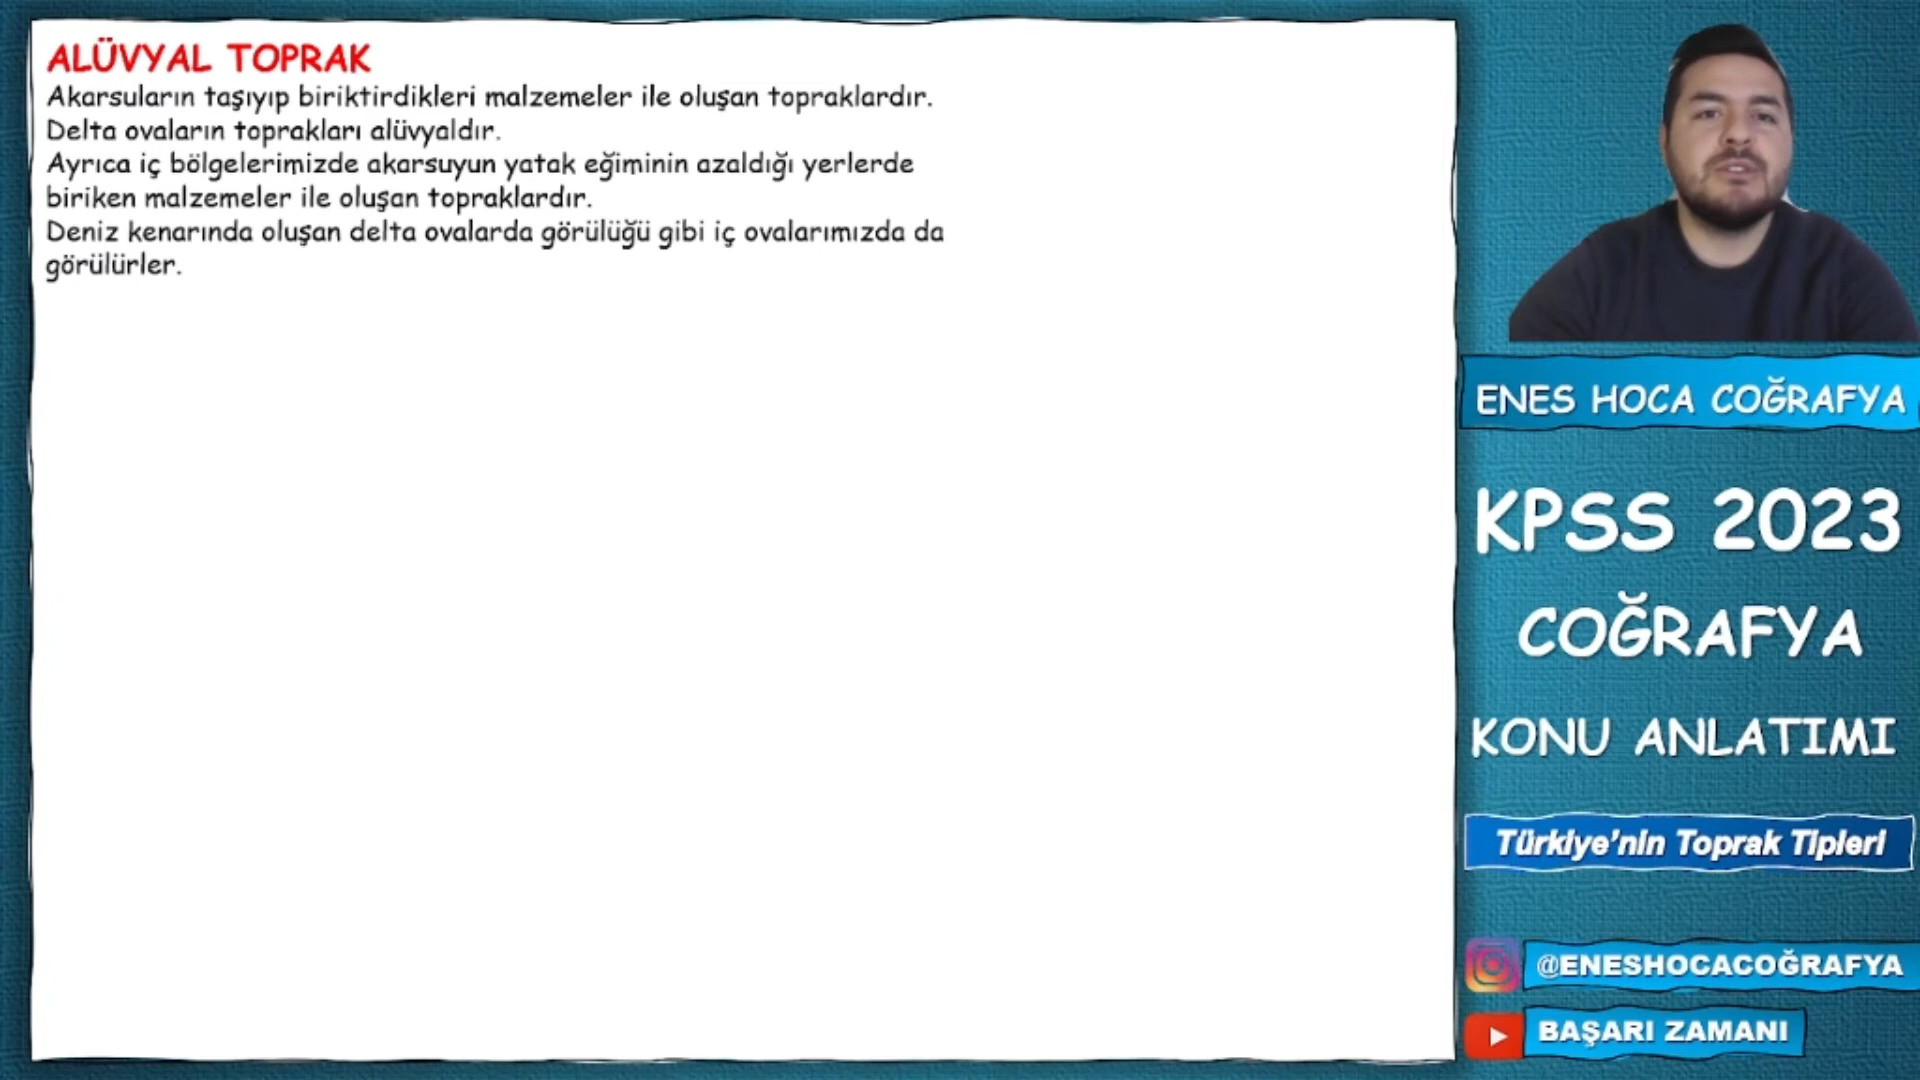 ALÜVYAL TOPRAK
Akarsuların taşıyıp biriktirdikleri malzemeler ile oluşan topraklardır.
Delta ovaların toprakları alüvyaldır.
Ayrıca iç bölgelerimizde akarsuyun yatak eğiminin azaldığı yerlerde
biriken malzemeler ile oluşan topraklardır.
Deniz kenarında oluşan delta ovalarda görülüğü gibi iç ovalarımızda da
görülürler.
ENES HOCA COĞRAFYA
KPSS 2023
COĞRAFYA
KONU ANLATIMI
Türkiye'nin Toprak Tipleri
@ENESHOCACOĞRAFYA
BAŞARI ZAMANI